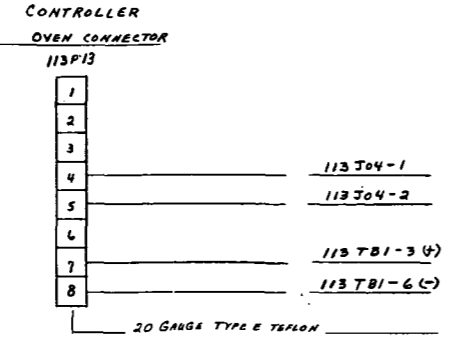 CONTROLLER
OVEN CONNECTOR
113P13
1
2
3
4 113J04-1
5 113J04-2
6
7 113TB1-3 (+)
8 113TB1-6 (-)
20 GAUGE TYPE E TEFLON